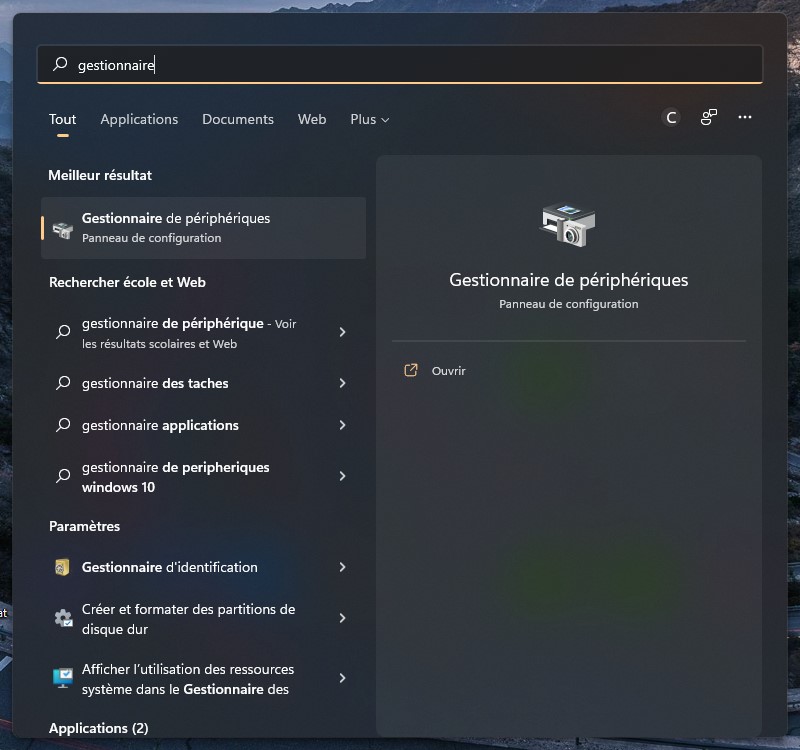 gestionnaire
Tout Applications Documents Web Plus C
Meilleur résultat
Gestionnaire de périphériques
Panneau de configuration
Rechercher école et Web
gestionnaire de périphérique - Voir
les résultats scolaires et Web
gestionnaire des taches
gestionnaire applications
gestionnaire de peripheriques
windows 10
Paramètres
Gestionnaire d'identification
Créer et formater des partitions de
disque dur
Afficher l'utilisation des ressources
système dans le Gestionnaire des
Applications (2)
Gestionnaire de périphériques
Panneau de configuration
Ouvrir
at